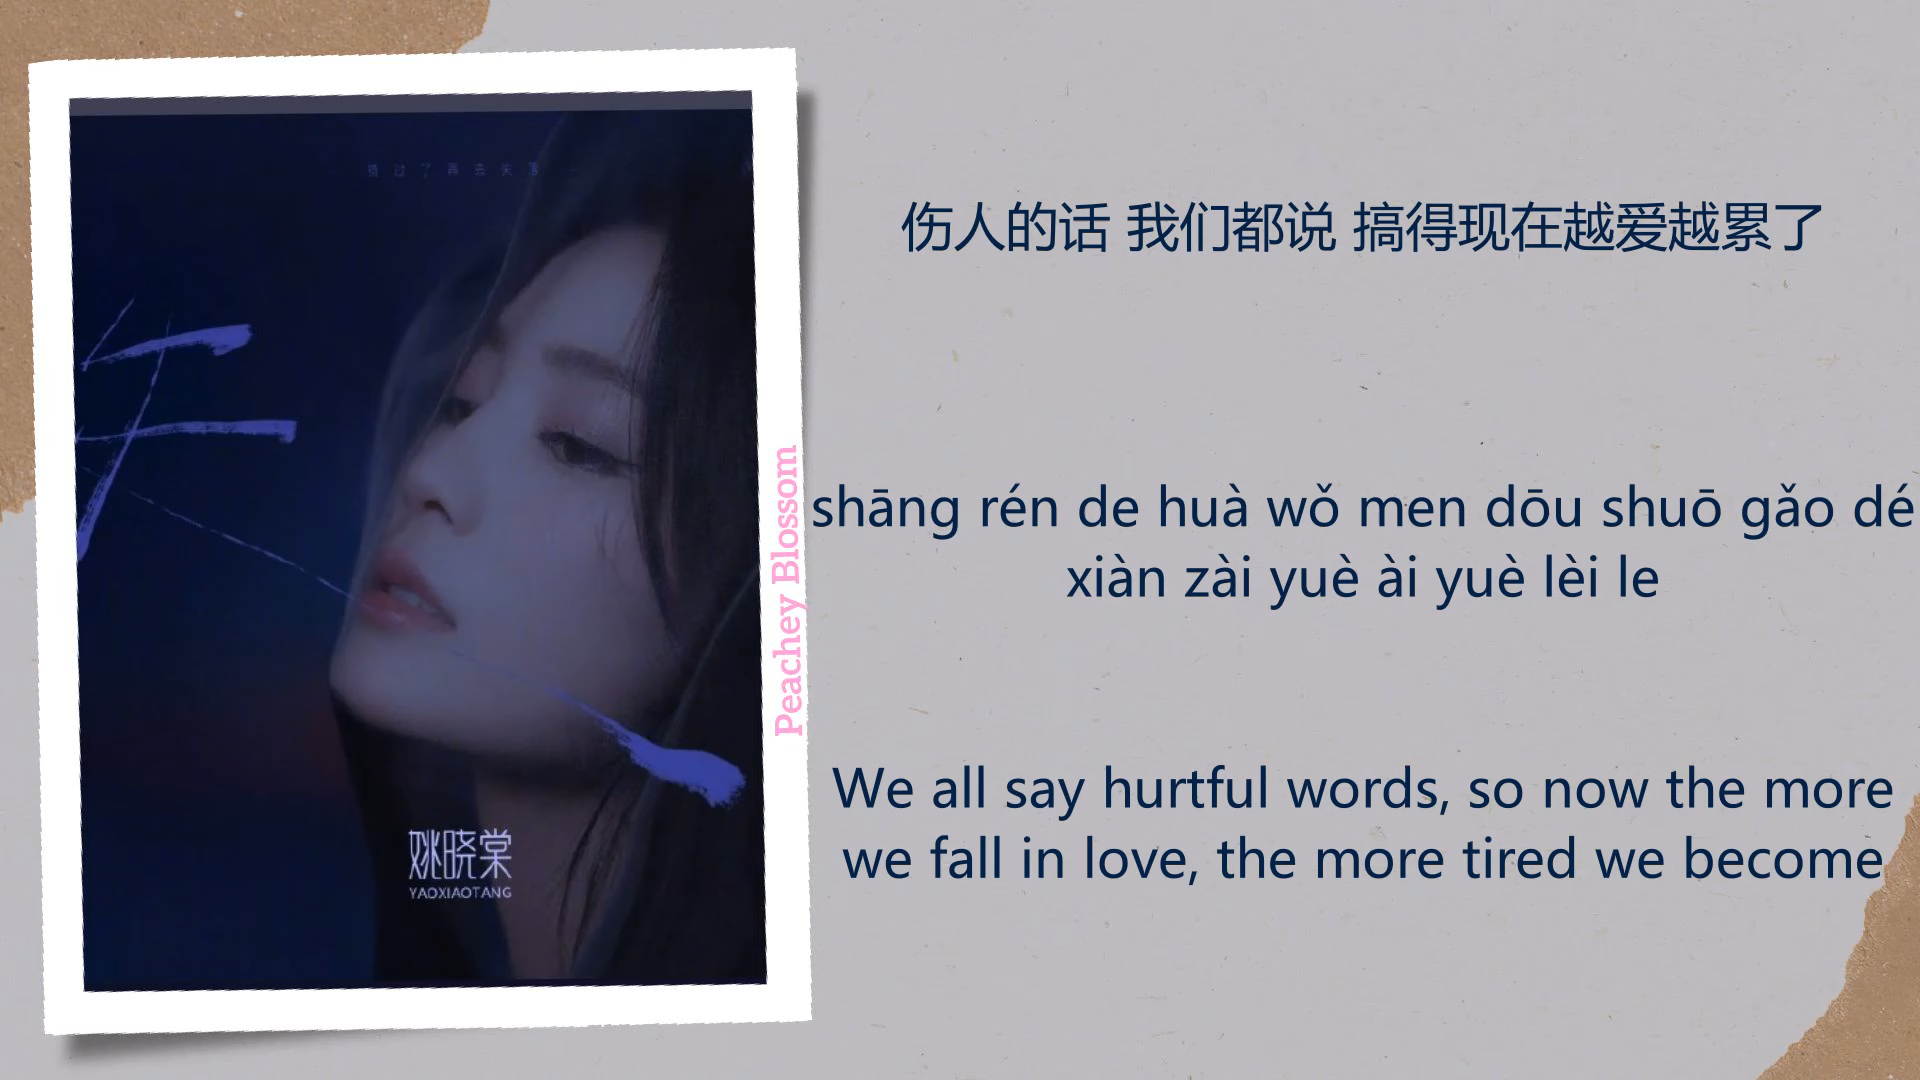 伤人的话 我们都说 搞得现在越爱越累了
shāng rén de huà wǒ men dōu shuō gǎo dé
xiàn zài yuè ài yuè lèi le
We all say hurtful words, so now the more
we fall in love, the more tired we become
Peachey Blossom
姚晓棠
YAOXIAOTANG